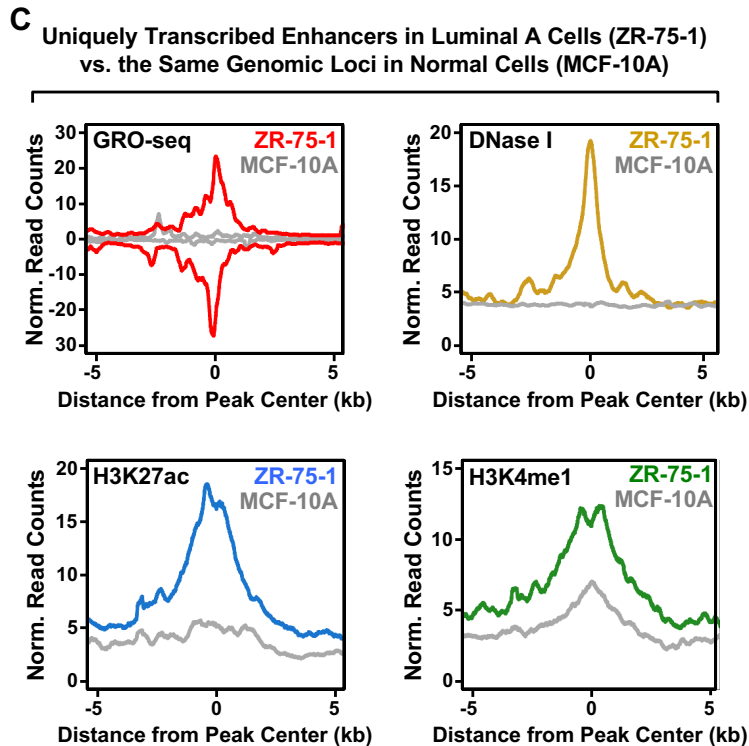 C
Uniquely Transcribed Enhancers in Luminal A Cells (ZR-75-1)
vs. the Same Genomic Loci in Normal Cells (MCF-10A)
GRO-seq
ZR-75-1
MCF-10A
Norm. Read Counts
30
20
10
0
-10
-20
30
-5
0
5
Distance from Peak Center (kb)
DNase I
ZR-75-1
MCF-10A
Norm. Read Counts
20
15
10
5
0
-5
0
5
Distance from Peak Center (kb)
H3K27ac
ZR-75-1
MCF-10A
Norm. Read Counts
20
15
10
5
0
-5
0
5
Distance from Peak Center (kb)
H3K4me1
ZR-75-1
MCF-10A
Norm. Read Counts
15
10
5
0
-5
0
5
Distance from Peak Center (kb)